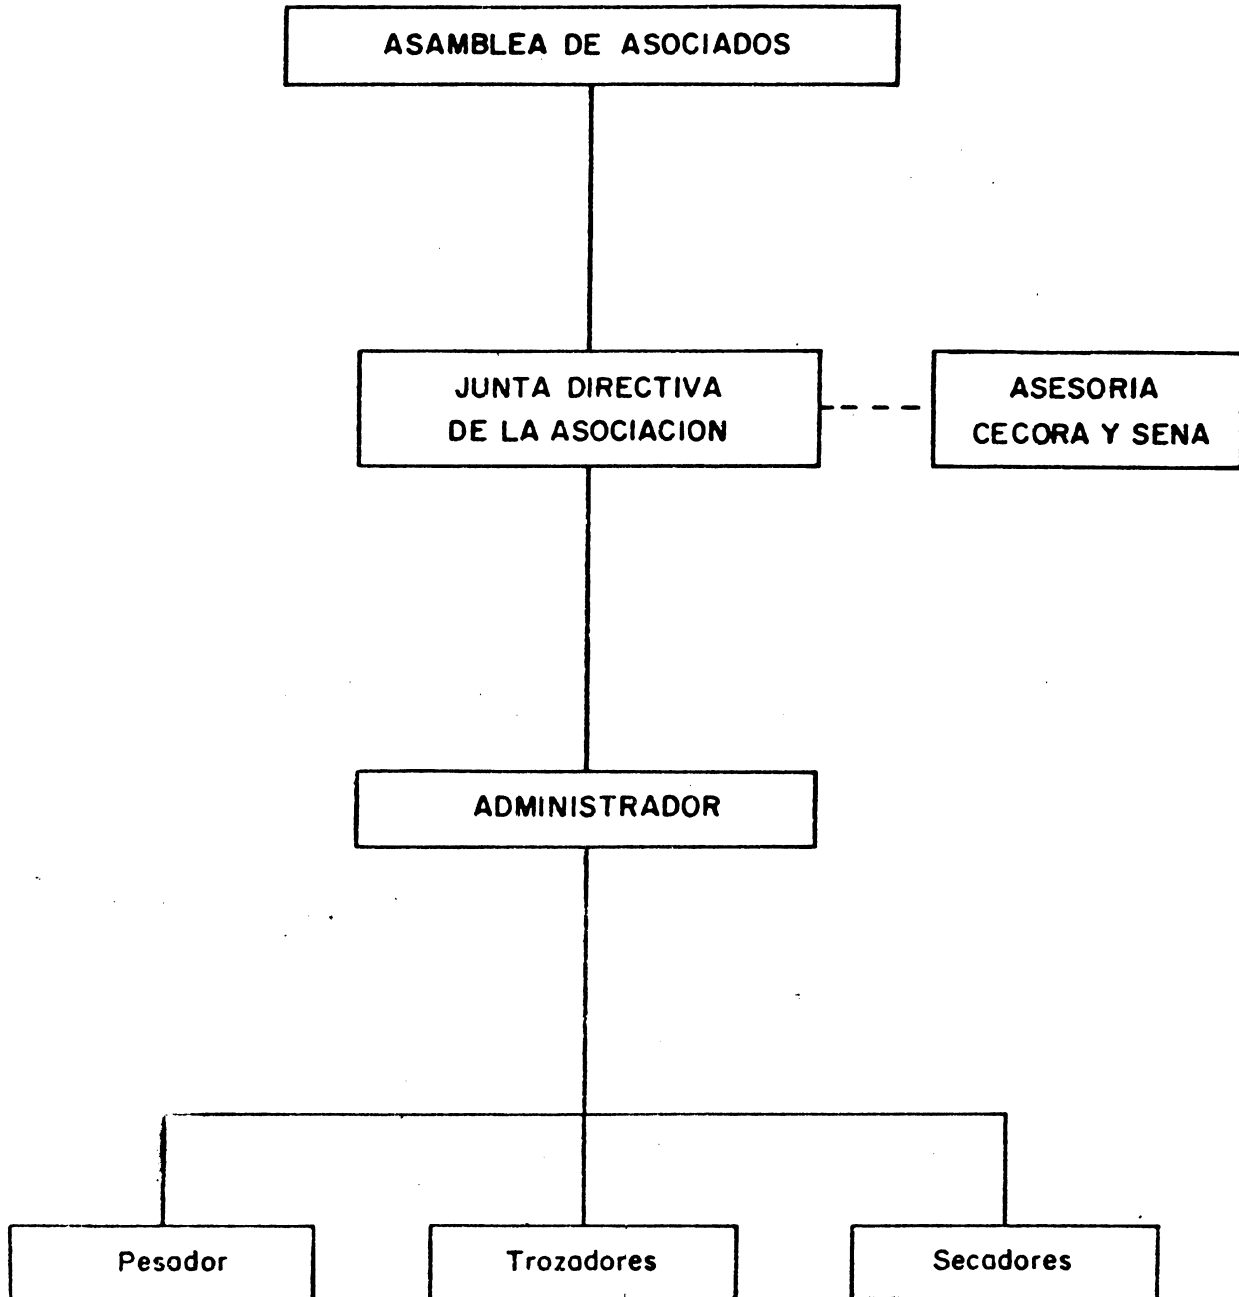 ASAMBLEA DE ASOCIADOS
JUNTA DIRECTIVA
DE LA ASOCIACION
ASESORIA
CECORA Y SENA
ADMINISTRADOR
Pesador
Trozadores
Secadores